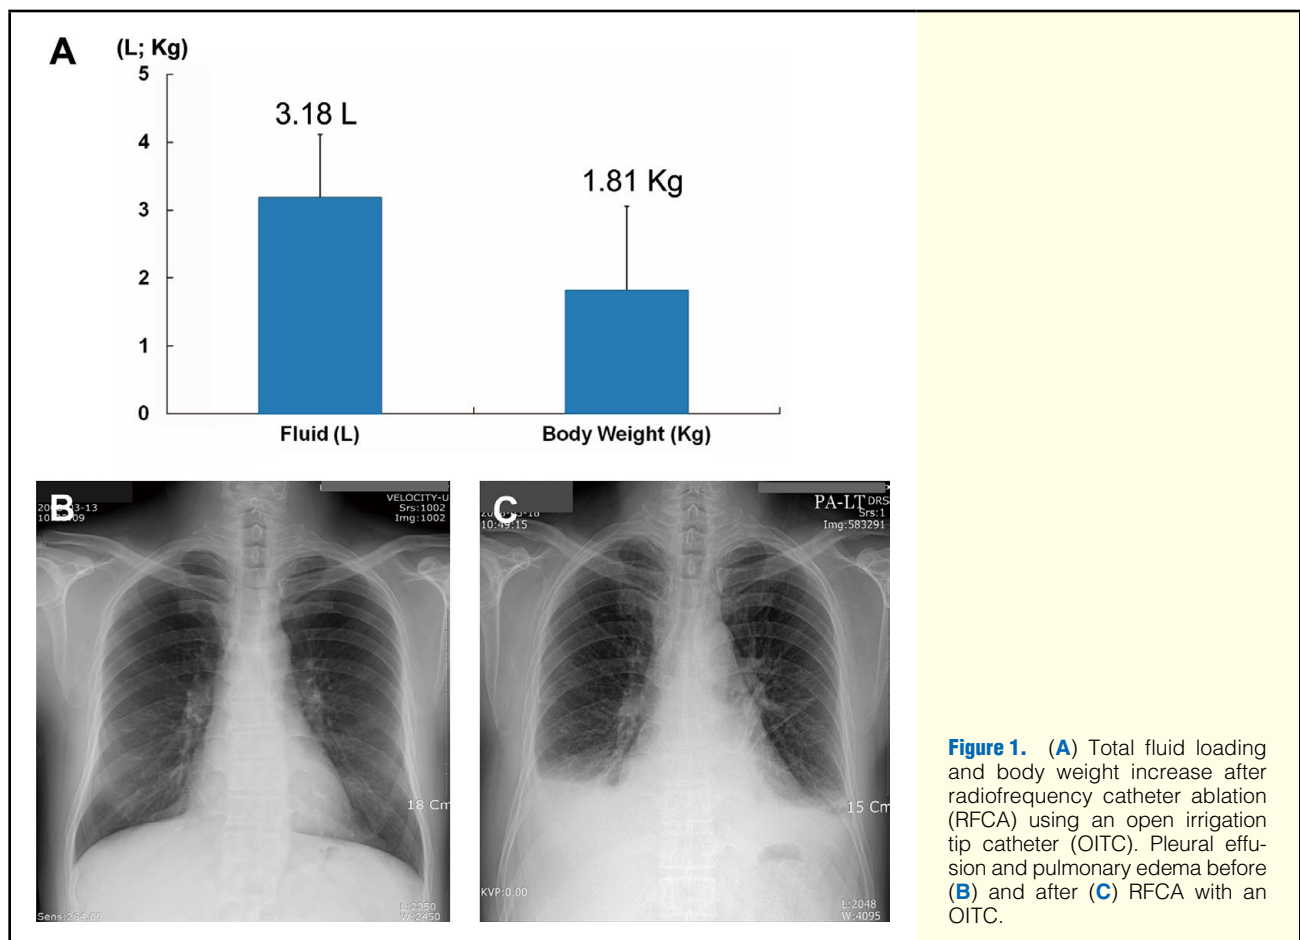 A
(L; Kg)
5
4
3
2
1
0
3.18 L
1.81 Kg
Fluid (L)
Body Weight (Kg)
B
VELOCITY-U
Srs:1002
Img:1002
18 Cm
Sens:264.00
L:2250
W:2450
C
10:49:15
PA-LT DRS
Srs:1
Img:583291
15 Cm
KVP:0.00
L:2048
W:4095
Figure 1. (A) Total fluid loading
and body weight increase after
radiofrequency catheter ablation
(RFCA) using an open irrigation
tip catheter (OITC). Pleural effu-
sion and pulmonary edema before
(B) and after (C) RFCA with an
OITC.